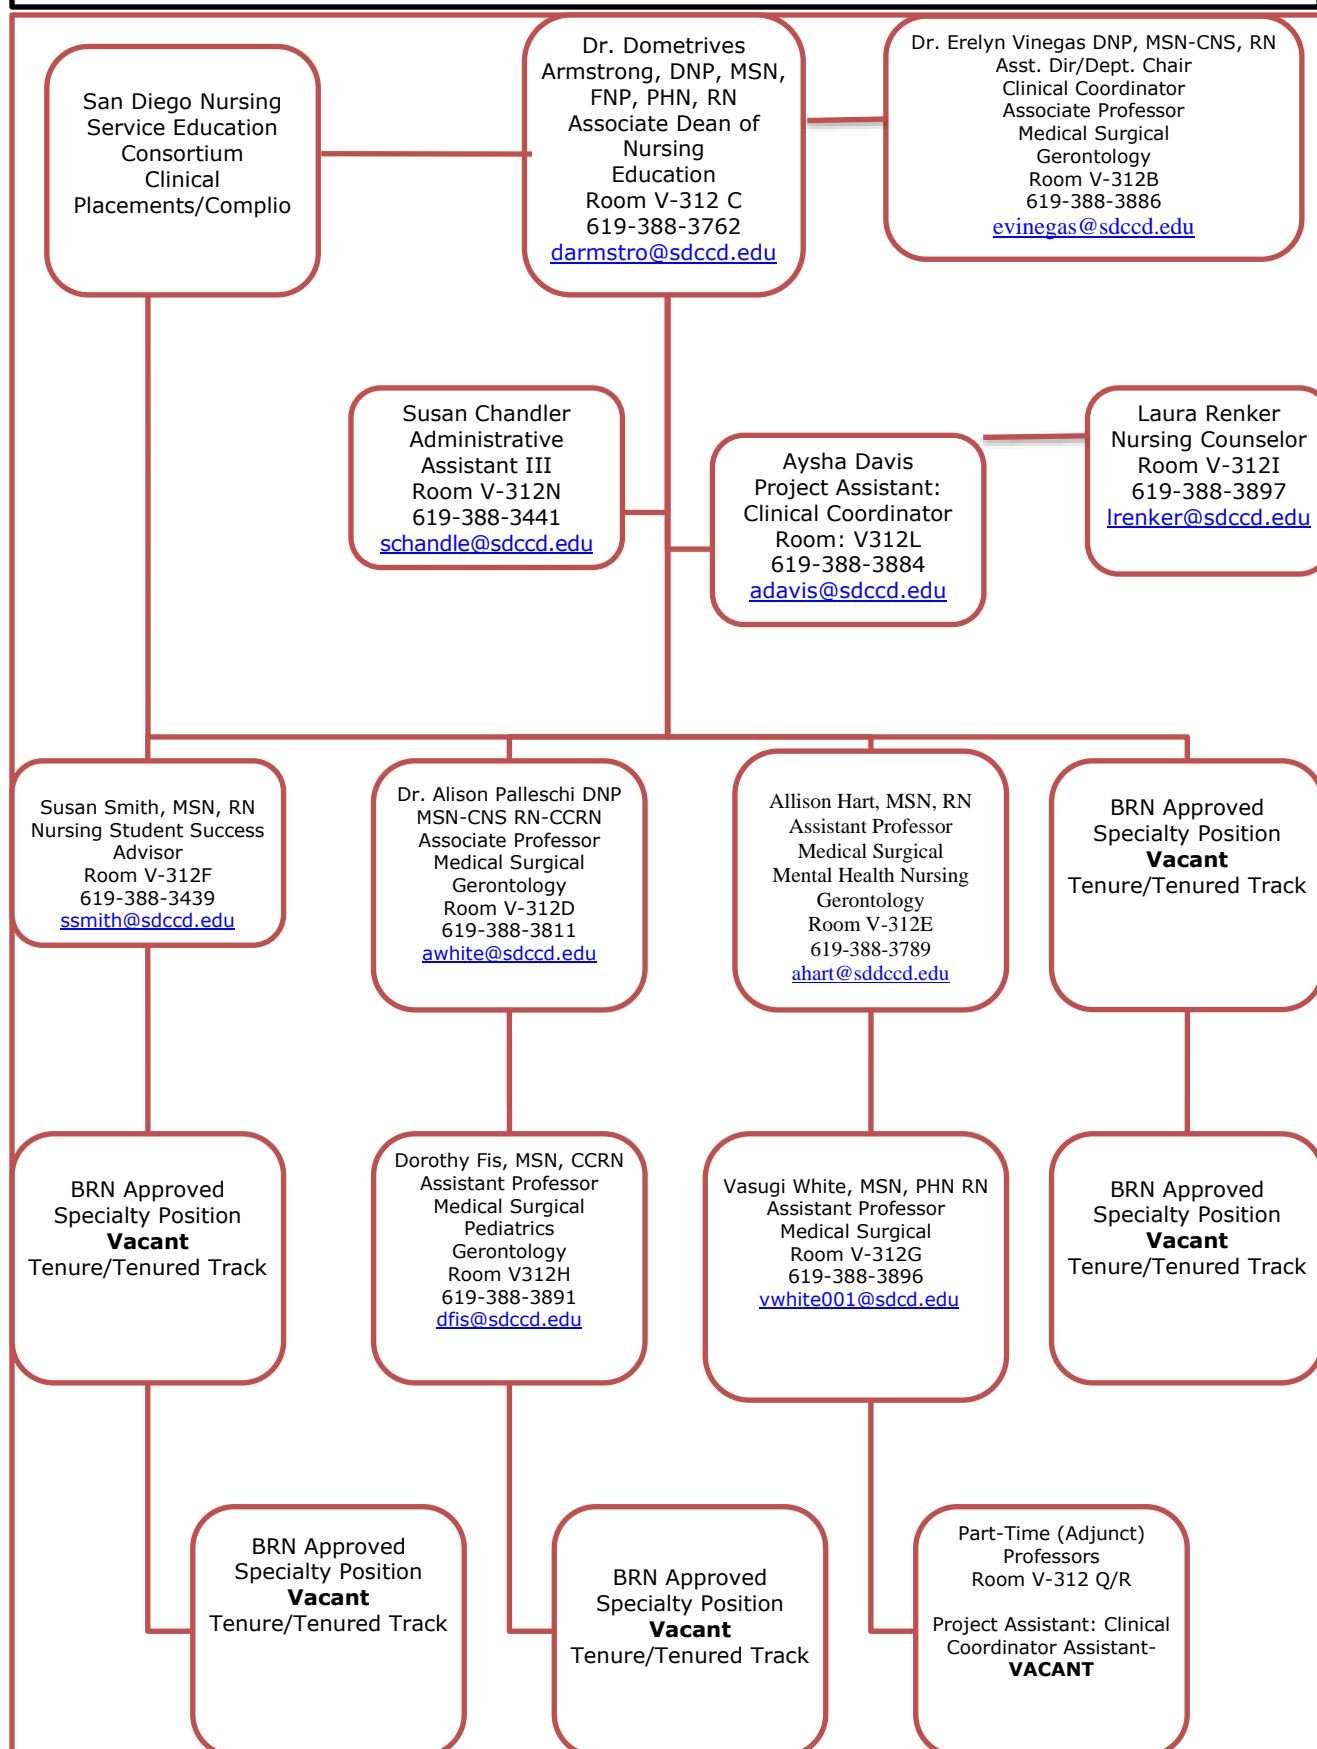 San Diego Nursing
Service Education
Consortium
Clinical
Placements/Complio
Dr. Dometrives
Armstrong, DNP, MSN,
FNP, PHN, RN
Associate Dean of
Nursing
Education
Room V-312 C
619-388-3762
darmstro@sdccd.edu
Dr. Erelyn Vinegas DNP, MSN-CNS, RN
Asst. Dir/Dept. Chair
Clinical Coordinator
Associate Professor
Medical Surgical
Gerontology
Room V-312B
619-388-3886
evinegas@sdccd.edu
Susan Chandler
Administrative
Assistant III
Room V-312N
619-388-3441
schandle@sdccd.edu
Aysha Davis
Project Assistant:
Clinical Coordinator
Room: V312L
619-388-3884
adavis@sdccd.edu
Laura Renker
Nursing Counselor
Room V-312I
619-388-3897
lrenker@sdccd.edu
Susan Smith, MSN, RN
Nursing Student Success
Advisor
Room V-312F
619-388-3439
ssmith@sdccd.edu
Dr. Alison Palleschi DNP
MSN-CNS RN-CCRN
Associate Professor
Medical Surgical
Gerontology
Room V-312D
619-388-3811
awhite@sdccd.edu
Allison Hart, MSN, RN
Assistant Professor
Medical Surgical
Mental Health Nursing
Gerontology
Room V-312E
619-388-3789
ahart@sddccd.edu
BRN Approved
Specialty Position
Vacant
Tenure/Tenured Track
BRN Approved
Specialty Position
Vacant
Tenure/Tenured Track
Dorothy Fis, MSN, CCRN
Assistant Professor
Medical Surgical
Pediatrics
Gerontology
Room V312H
619-388-3891
dfis@sdccd.edu
Vasugi White, MSN, PHN RN
Assistant Professor
Medical Surgical
Room V-312G
619-388-3896
vwhite001@sdcd.edu
BRN Approved
Specialty Position
Vacant
Tenure/Tenured Track
BRN Approved
Specialty Position
Vacant
Tenure/Tenured Track
BRN Approved
Specialty Position
Vacant
Tenure/Tenured Track
Part-Time (Adjunct)
Professors
Room V-312 Q/R
Project Assistant: Clinical
Coordinator Assistant-
VACANT